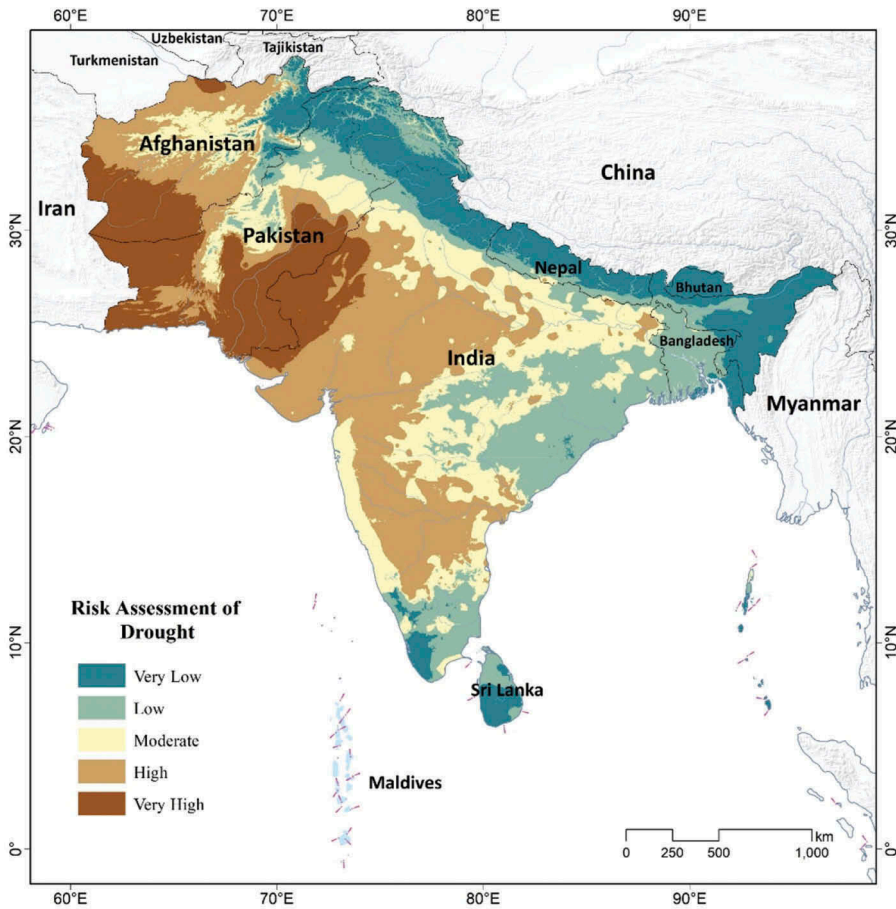 60°E 70°E 80°E 90°E
Uzbekistan
Tajikistan
Turkmenistan
Afghanistan
China
Iran
30°N 30°N
Pakistan
Nepal
Bhutan
Bangladesh
India
Myanmar
20°N 20°N
Risk Assessment of
Drought
Very Low
Low
Moderate
High
Very High
10°N 10°N
Sri Lanka
Maldives
km
0 250 500 1,000
0° 0°
60°E 70°E 80°E 90°E